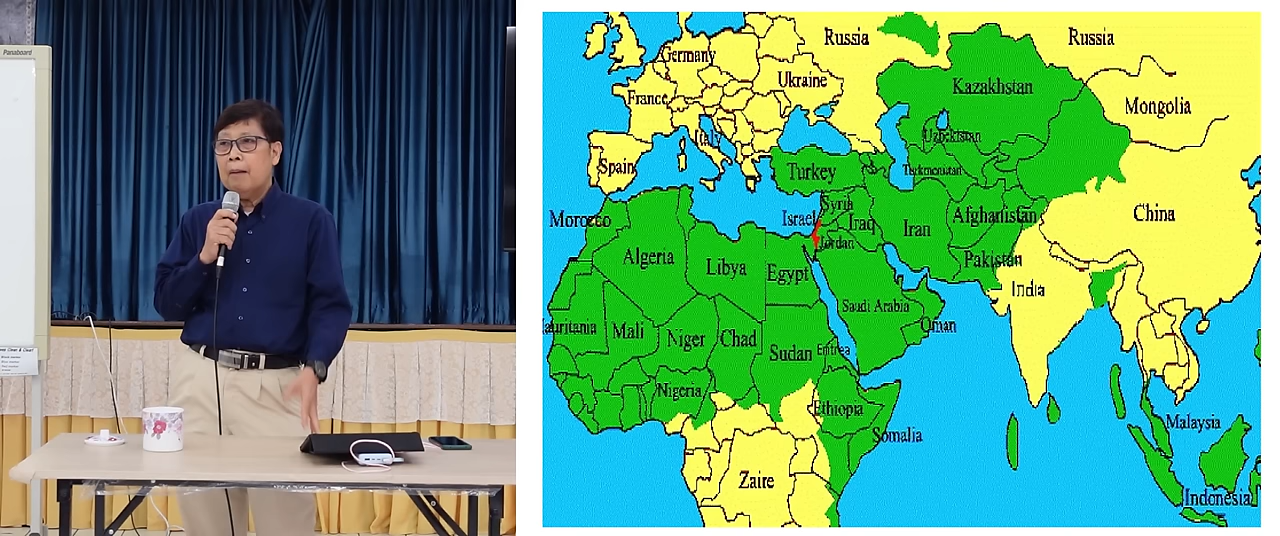 Panaboard
Russia
Russia
Germany
Ukraine
Kazakhstan
Mongolia
France
Italy
Uzbekistan
Spain
Turkey
Turkmenistan
Syria
Morocco
Israel
Iraq
Iran
Afghanistan
China
Jordan
Algeria
Libya
Egypt
Pakistan
India
Saudi Arabia
Oman
auritania
Mali
Niger
Chad
Sudan
Eritrea
Nigeria
Ethiopia
Somalia
Malaysia
Zaire
Indonesia